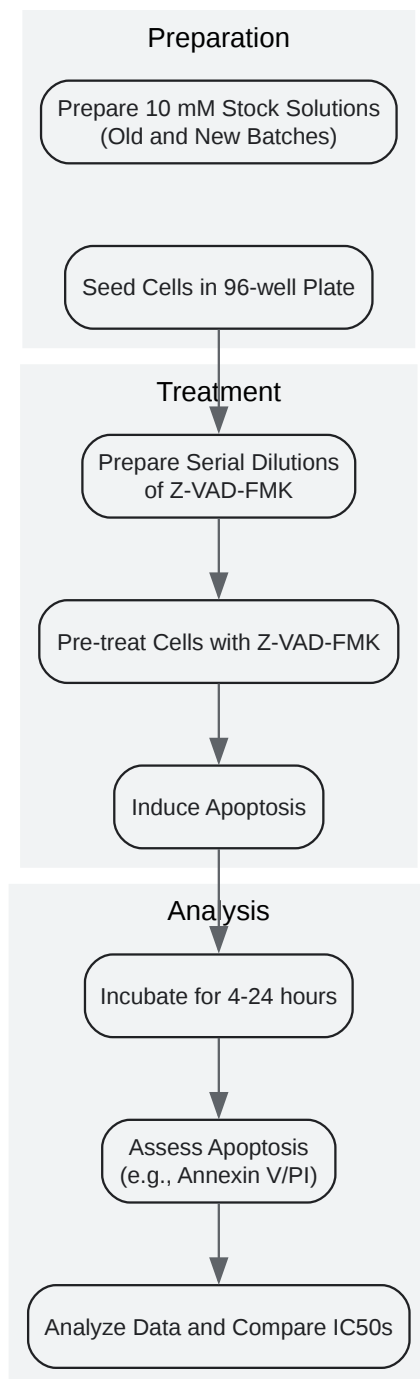 Preparation
Prepare 10 mM Stock Solutions
(Old and New Batches)
Seed Cells in 96-well Plate
Treatment
Prepare Serial Dilutions
of Z-VAD-FMK
Pre-treat Cells with Z-VAD-FMK
Induce Apoptosis
Analysis
Incubate for 4-24 hours
Assess Apoptosis
(e.g., Annexin V/PI)
Analyze Data and Compare IC50s